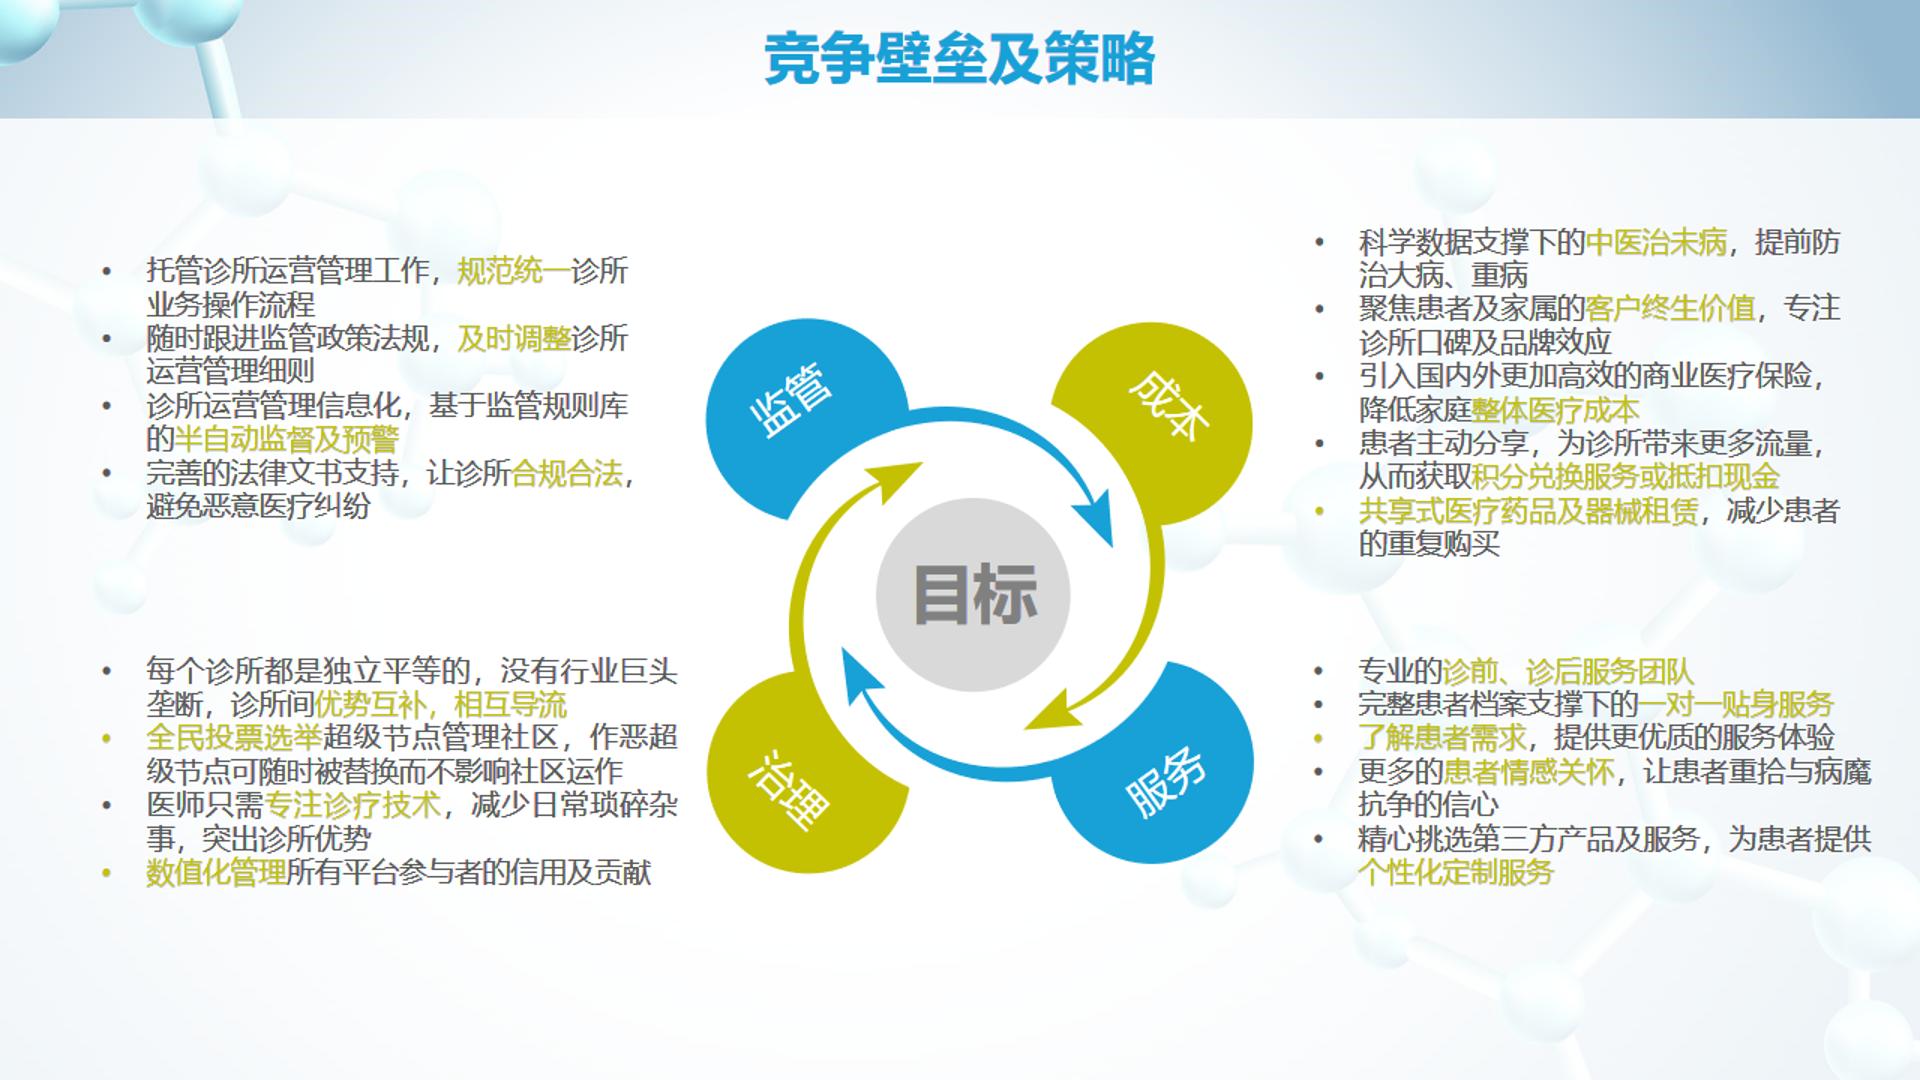 竞争壁垒及策略
• 托管诊所运营管理工作，规范统一诊所
业务操作流程
• 随时跟进监管政策法规，及时调整诊所
运营管理细则
• 诊所运营管理信息化，基于监管规则库
的半自动监督及预警
• 完善的法律文书支持，让诊所合规合法，
避免恶意医疗纠纷
• 科学数据支撑下的中医治未病，提前防
治大病、重病
• 聚焦患者及家属的客户终生价值，专注
诊所口碑及品牌效应
• 引入国内外更加高效的商业医疗保险，
降低家庭整体医疗成本
• 患者主动分享，为诊所带来更多流量，
从而获取积分兑换服务或抵扣现金
• 共享式医疗药品及器械租赁，减少患者
的重复购买
监管
成本
目标
治理
服务
• 每个诊所都是独立平等的，没有行业巨头
垄断，诊所间优势互补，相互导流
• 全民投票选举超级节点管理社区，作恶超
级节点可随时被替换而不影响社区运作
• 医师只需专注诊疗技术，减少日常琐碎杂
事，突出诊所优势
• 数值化管理所有平台参与者的信用及贡献
• 专业的诊前、诊后服务团队
• 完整患者档案支撑下的一对一贴身服务
• 了解患者需求，提供更优质的服务体验
• 更多的患者情感关怀，让患者重拾与病魔
抗争的信心
• 精心挑选第三方产品及服务，为患者提供
个性化定制服务